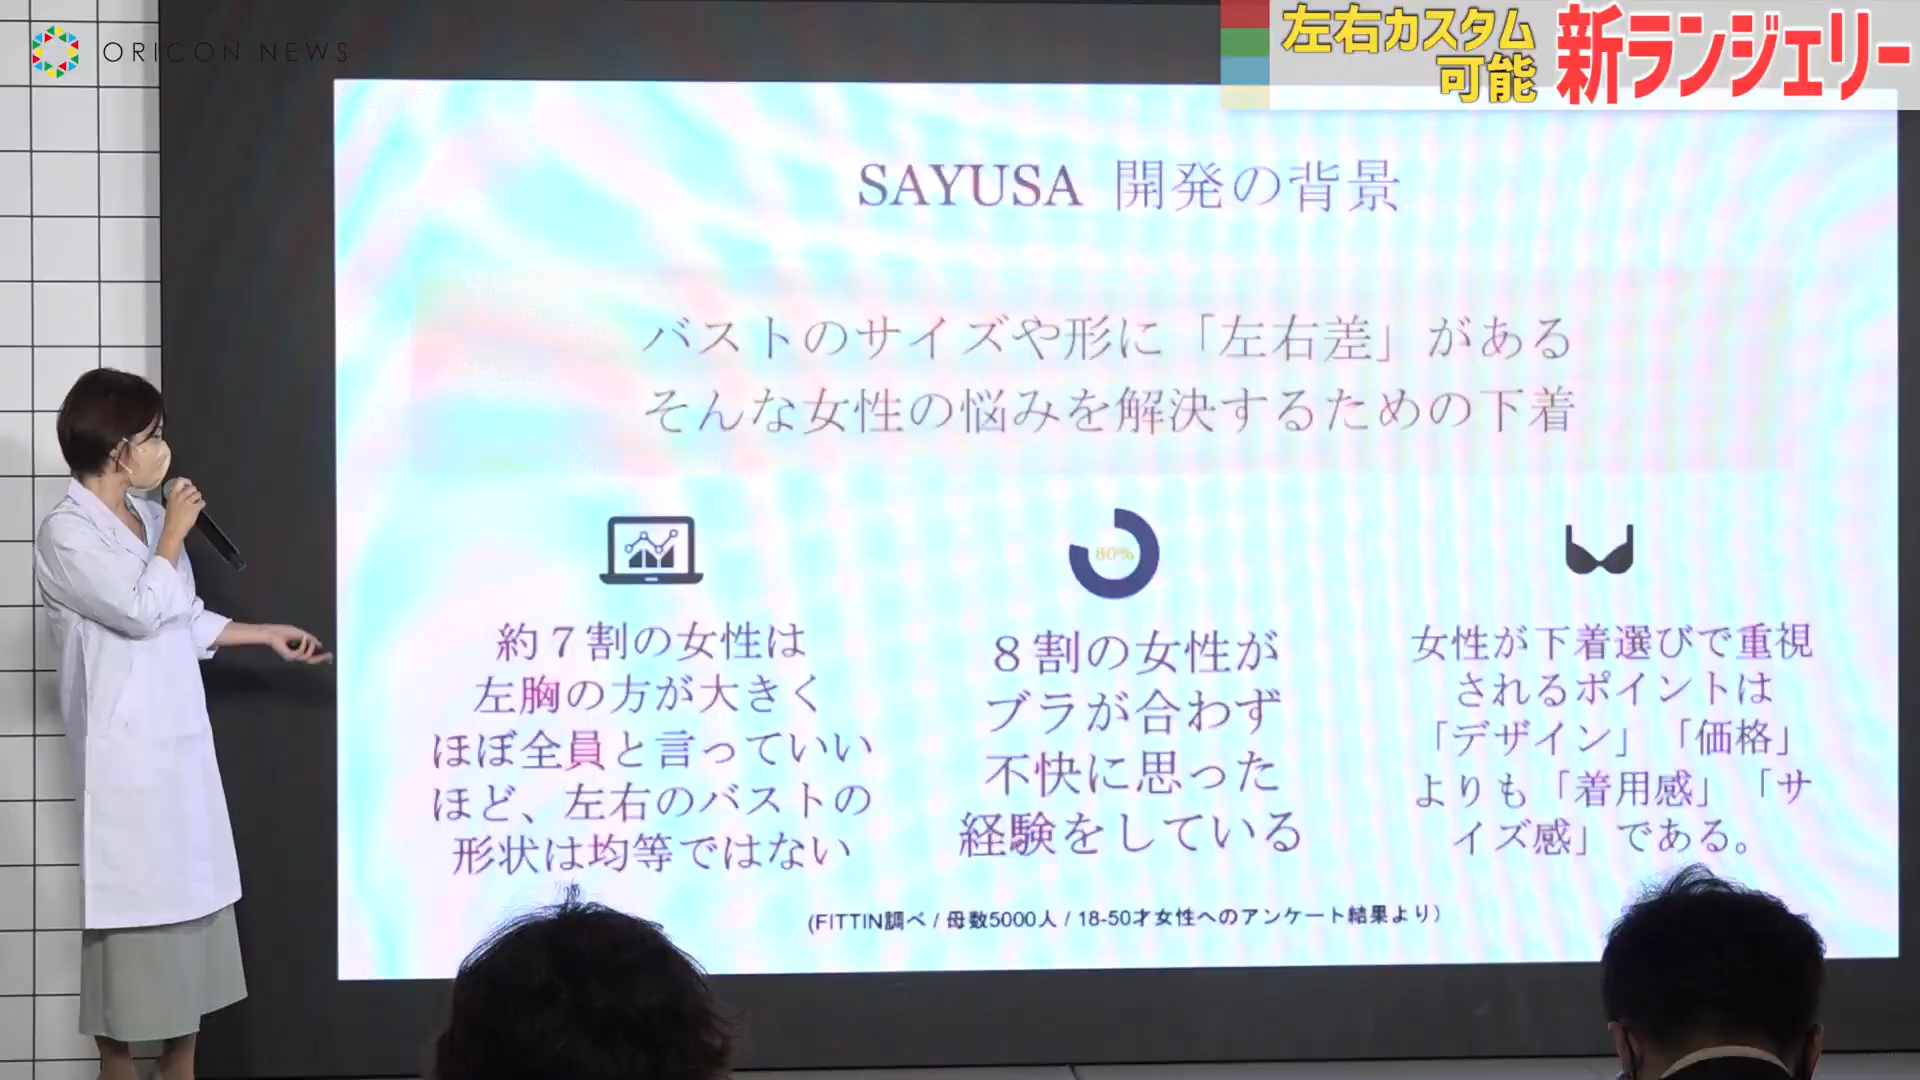 ORICON NEWS
左右カスタム
可能
新ランジェリー
SAYUSA 開発の背景
バストのサイズや形に「左右差」がある
そんな女性の悩みを解決するための下着
80%
約７割の女性は
左胸の方が大きく
ほぼ全員と言っていい
ほど、左右のバストの
形状は均等ではない
８割の女性が
ブラが合わず
不快に思った
経験をしている
女性が下着選びで重視
されるポイントは
「デザイン」「価格」
よりも「着用感」「サ
イズ感」である。
(FITTIN調べ / 母数5000人 / 18-50才女性へのアンケート結果より）